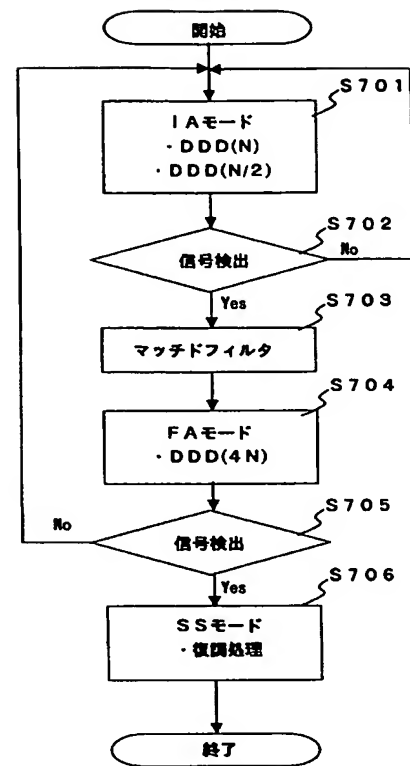 開始
S701
IAモード
・DDD(N)
・DDD(N/2)
S702
信号検出
No
Yes
S703
マッチドフィルタ
S704
FAモード
・DDD(4N)
S705
No
信号検出
Yes
S706
SSモード
・復調処理
終了